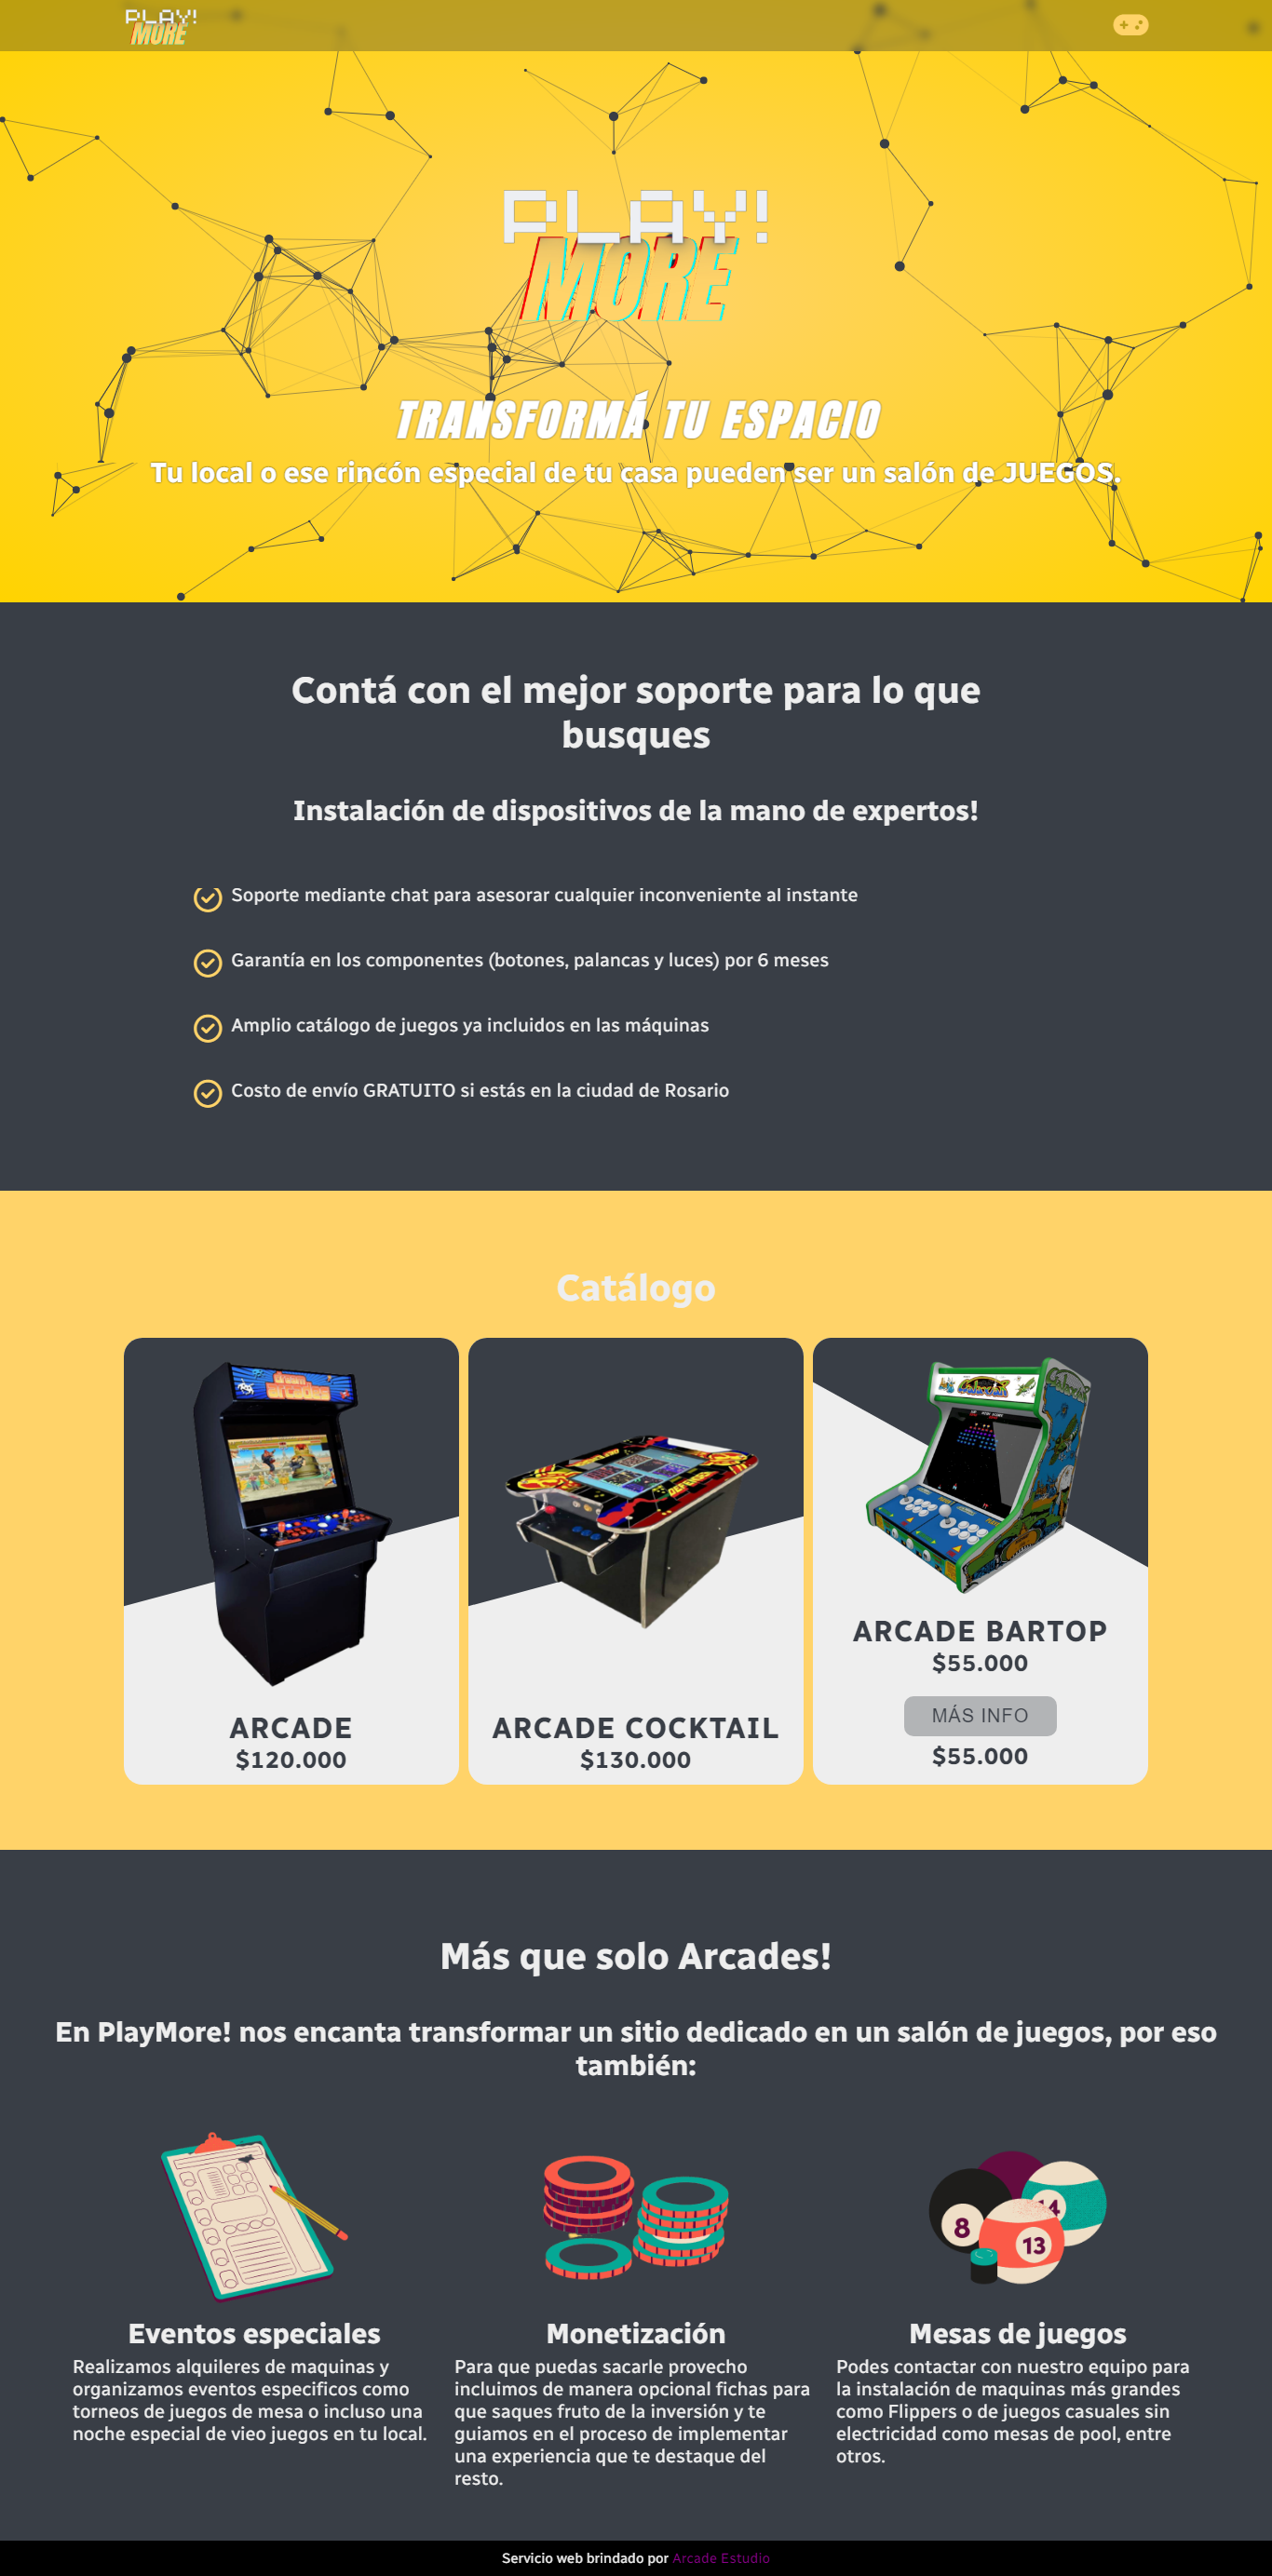 PLAY!
MORE
PLAY!
MORE
TRANSFORMÁ TU ESPACIO
Tu local o ese rincón especial de tu casa pueden ser un salón de JUEGOS.
Contá con el mejor soporte para lo que
busques
Instalación de dispositivos de la mano de expertos!
Soporte mediante chat para asesorar cualquier inconveniente al instante
Garantía en los componentes (botones, palancas y luces) por 6 meses
Amplio catálogo de juegos ya incluidos en las máquinas
Costo de envío GRATUITO si estás en la ciudad de Rosario
Catálogo
dream
arcades
ARCADE
$120.000
DEFENDER
ARCADE COCKTAIL
$130.000
ARCADE BARTOP
$55.000
MÁS INFO
$55.000
Más que solo Arcades!
En PlayMore! nos encanta transformar un sitio dedicado en un salón de juegos, por eso
también:
Eventos especiales
Realizamos alquileres de maquinas y
organizamos eventos especificos como
torneos de juegos de mesa o incluso una
noche especial de vieo juegos en tu local.
Monetización
Para que puedas sacarle provecho
incluimos de manera opcional fichas para
que saques fruto de la inversión y te
guiamos en el proceso de implementar
una experiencia que te destaque del
resto.
8
14
13
Mesas de juegos
Podes contactar con nuestro equipo para
la instalación de maquinas más grandes
como Flippers o de juegos casuales sin
electricidad como mesas de pool, entre
otros.
Servicio web brindado por Arcade Estudio